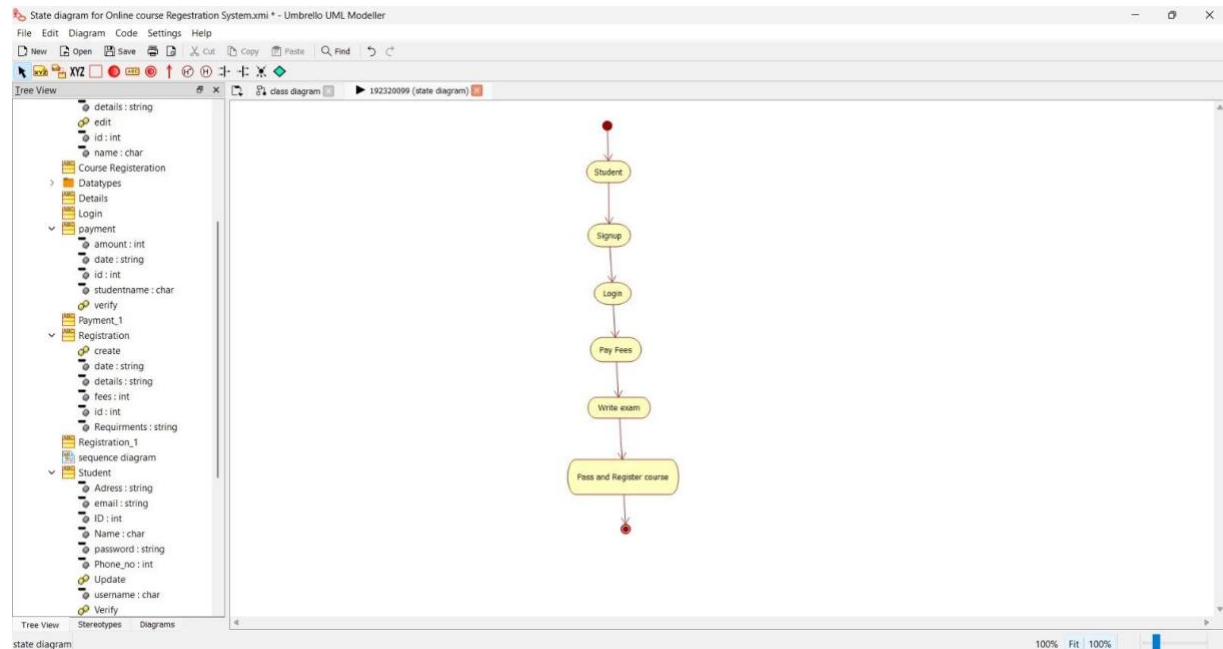 State diagram for Online course Regestration System.xmi * - Umbrello UML Modeller
File Edit Diagram Code Settings Help
New Open Save Cut Copy Paste Find
XYZ
Tree View
class diagram 192320099 (state diagram)
details : string
edit
id : int
name : char
Course Registeration
Datatypes
Details
Login
payment
amount : int
date : string
id : int
studentname : char
verify
Payment_1
Registration
create
date : string
details : string
fees : int
id : int
Requirments : string
Registration_1
sequence diagram
Student
Adress : string
email : string
ID : int
Name : char
password : string
Phone_no : int
Update
username : char
Verify
Tree View Stereotypes Diagrams
Student
Signup
Login
Pay Fees
Write exam
Pass and Register course
state diagram 100% Fit 100%